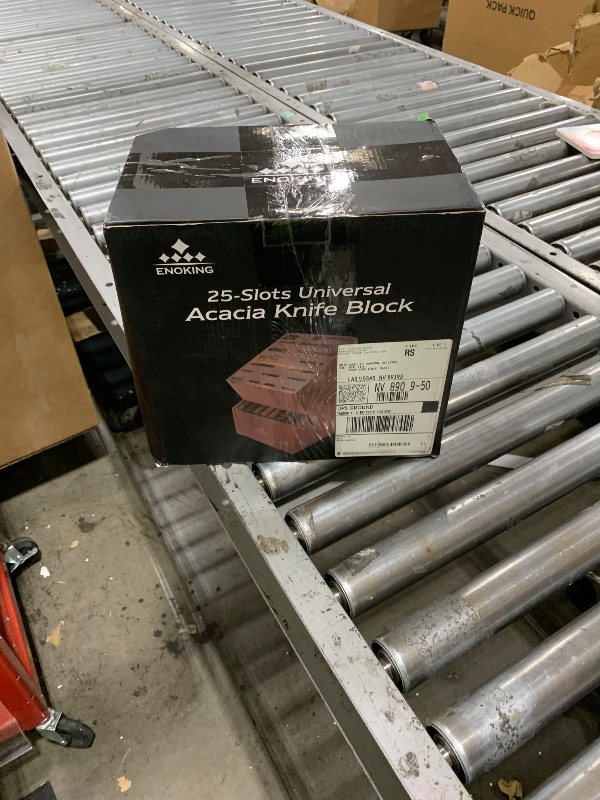 QUICK PACK
ENOKING
ENOKING
25-Slots Universal
Acacia Knife Block
RS
LAS VEGAS NV 89193
NV 890 9-50
UPS GROUND